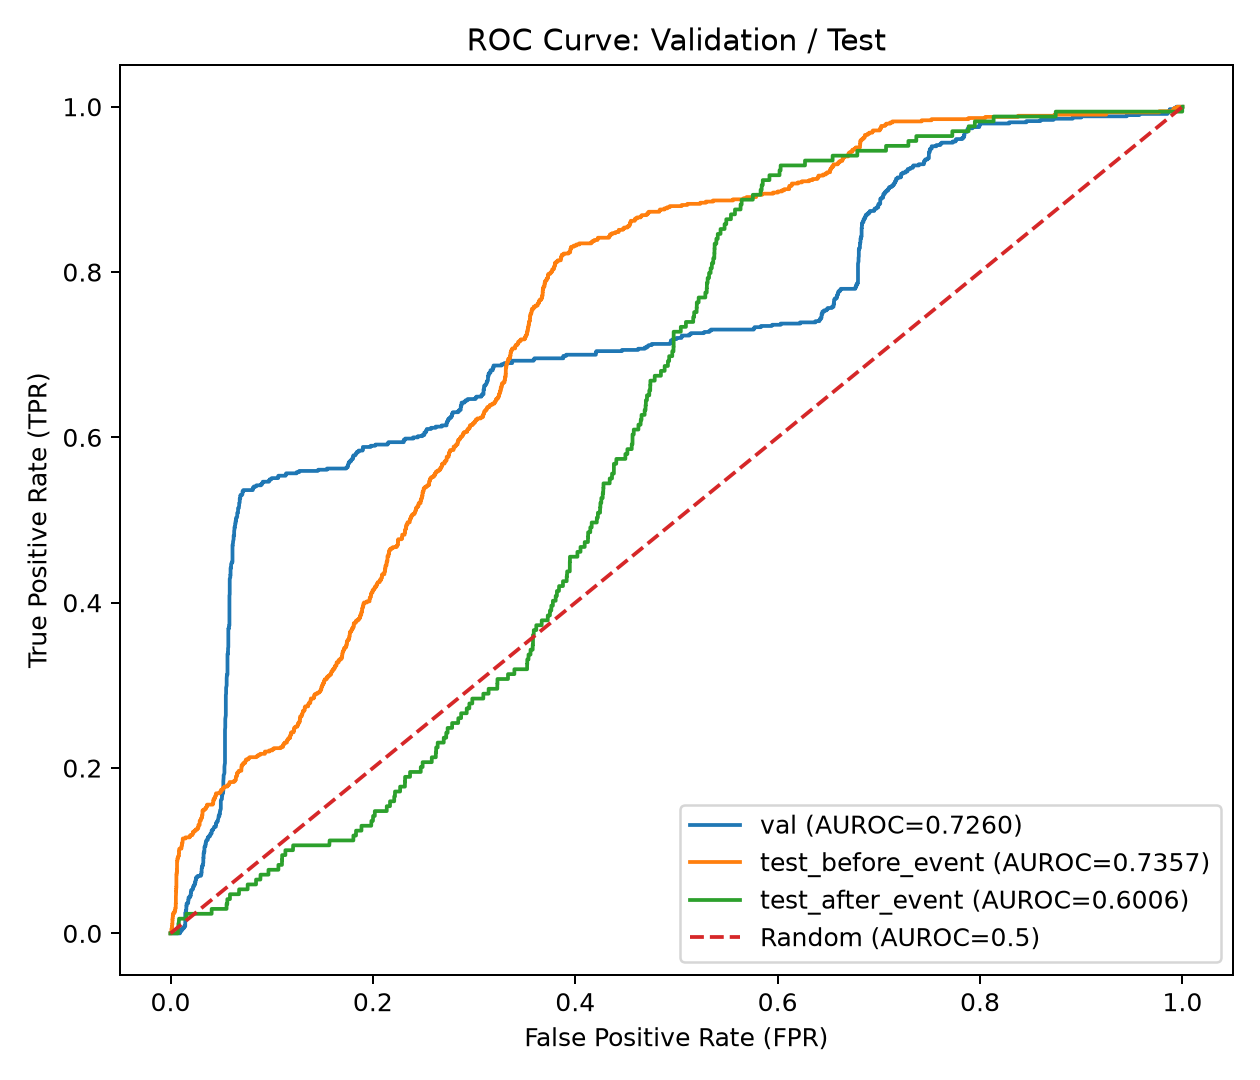 ROC Curve: Validation / Test
True Positive Rate (TPR)
1.0
0.8
0.6
0.4
0.2
0.0
val (AUROC=0.7260)
test_before_event (AUROC=0.7357)
test_after_event (AUROC=0.6006)
Random (AUROC=0.5)
0.0 0.2 0.4 0.6 0.8 1.0
False Positive Rate (FPR)